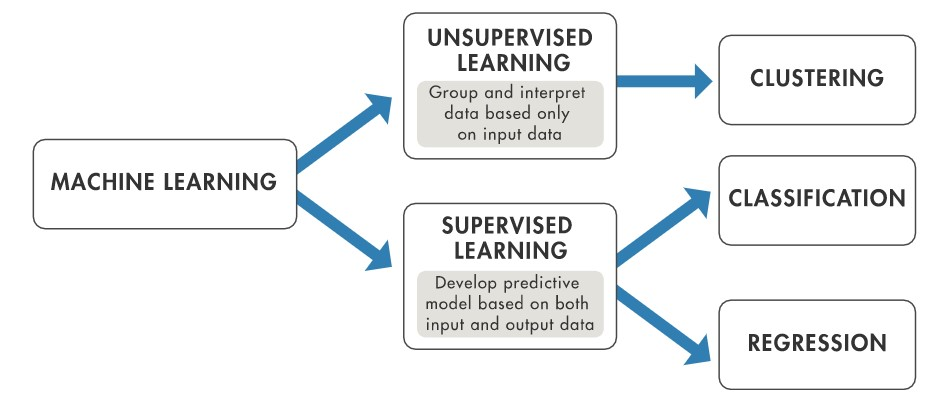 MACHINE LEARNING
UNSUPERVISED
LEARNING
Group and interpret
data based only
on input data
CLUSTERING
SUPERVISED
LEARNING
Develop predictive
model based on both
input and output data
CLASSIFICATION
REGRESSION